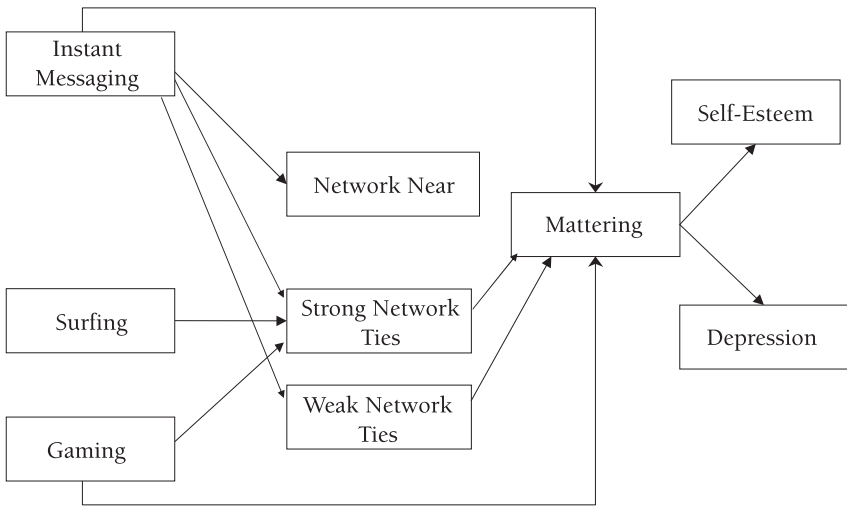 Instant
Messaging
Self-Esteem
Network Near
Mattering
Surfing
Strong Network
Ties
Depression
Weak Network
Ties
Gaming